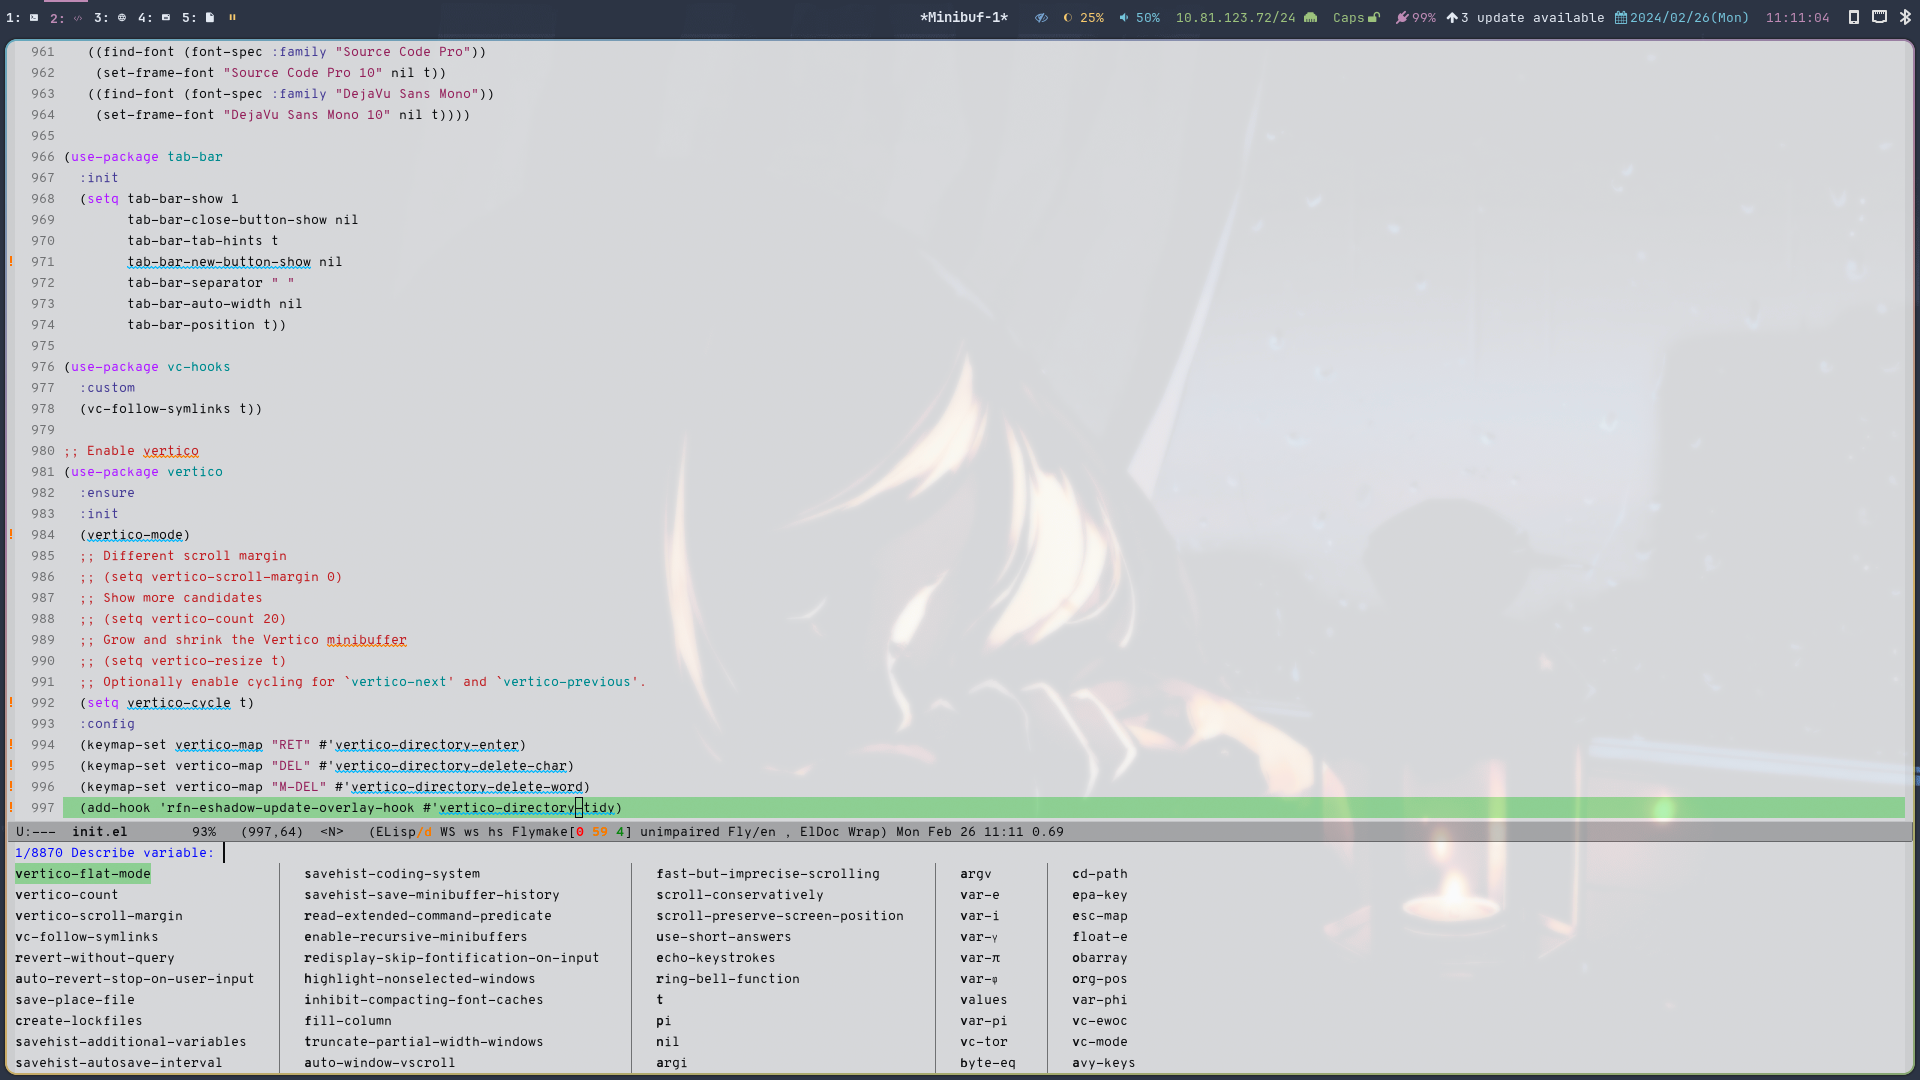 1: 2: 3: 4: 5: *Minibuf-1* 25% 50% 10.81.123.72/24 Caps 99% 3 update available 2024/02/26(Mon) 11:11:04
961 ((find-font (font-spec :family "Source Code Pro"))
962 (set-frame-font "Source Code Pro 10" nil t))
963 ((find-font (font-spec :family "DejaVu Sans Mono"))
964 (set-frame-font "DejaVu Sans Mono 10" nil t))))
965
966 (use-package tab-bar
967 :init
968 (setq tab-bar-show 1
969 tab-bar-close-button-show nil
970 tab-bar-tab-hints t
! 971 tab-bar-new-button-show nil
972 tab-bar-separator " "
973 tab-bar-auto-width nil
974 tab-bar-position t))
975
976 (use-package vc-hooks
977 :custom
978 (vc-follow-symlinks t))
979
980 ;; Enable vertico
981 (use-package vertico
982 :ensure
983 :init
! 984 (vertico-mode)
985 ;; Different scroll margin
986 ;; (setq vertico-scroll-margin 0)
987 ;; Show more candidates
988 ;; (setq vertico-count 20)
989 ;; Grow and shrink the Vertico minibuffer
990 ;; (setq vertico-resize t)
991 ;; Optionally enable cycling for `vertico-next' and `vertico-previous'.
! 992 (setq vertico-cycle t)
993 :config
! 994 (keymap-set vertico-map "RET" #'vertico-directory-enter)
! 995 (keymap-set vertico-map "DEL" #'vertico-directory-delete-char)
! 996 (keymap-set vertico-map "M-DEL" #'vertico-directory-delete-word)
! 997 (add-hook 'rfn-eshadow-update-overlay-hook #'vertico-directory-tidy)
U:--- init.el 93% (997,64) <N> (ELisp/d WS ws hs Flymake[0 59 4] unimpaired Fly/en , ElDoc Wrap) Mon Feb 26 11:11 0.69
1/8870 Describe variable:
vertico-flat-mode savehist-coding-system fast-but-imprecise-scrolling argv cd-path
vertico-count savehist-save-minibuffer-history scroll-conservatively var-e epa-key
vertico-scroll-margin read-extended-command-predicate scroll-preserve-screen-position var-i esc-map
vc-follow-symlinks enable-recursive-minibuffers use-short-answers var-γ float-e
revert-without-query redisplay-skip-fontification-on-input echo-keystrokes var-π obarray
auto-revert-stop-on-user-input highlight-nonselected-windows ring-bell-function var-φ org-pos
save-place-file inhibit-compacting-font-caches t values var-phi
create-lockfiles fill-column pi var-pi vc-ewoc
savehist-additional-variables truncate-partial-width-windows nil vc-tor vc-mode
savehist-autosave-interval auto-window-vscroll argi byte-eq avy-keys